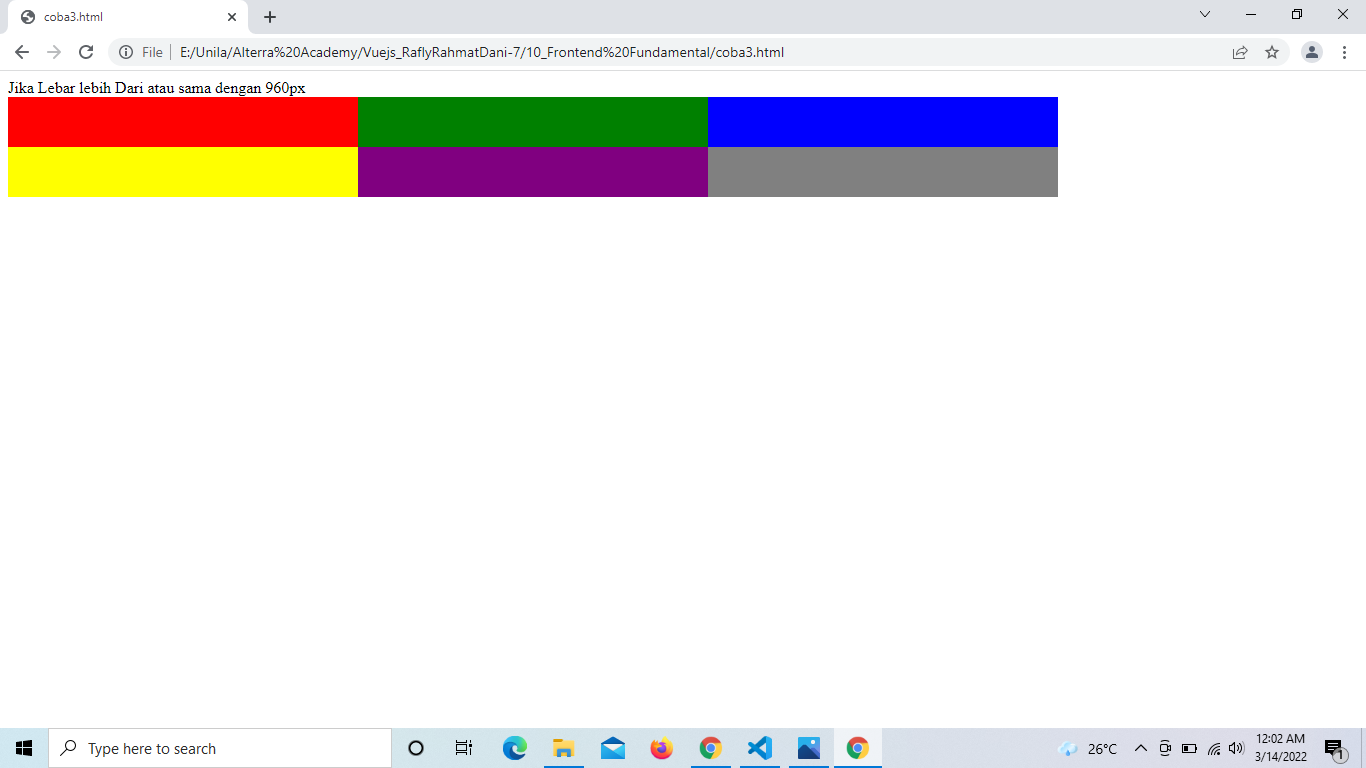 coba3.html
File E:/Unila/Alterra%20Academy/Vuejs_RaflyRahmatDani-7/10_Frontend%20Fundamental/coba3.html
Jika Lebar lebih Dari atau sama dengan 960px
Type here to search
26°C
12:02 AM
3/14/2022
1